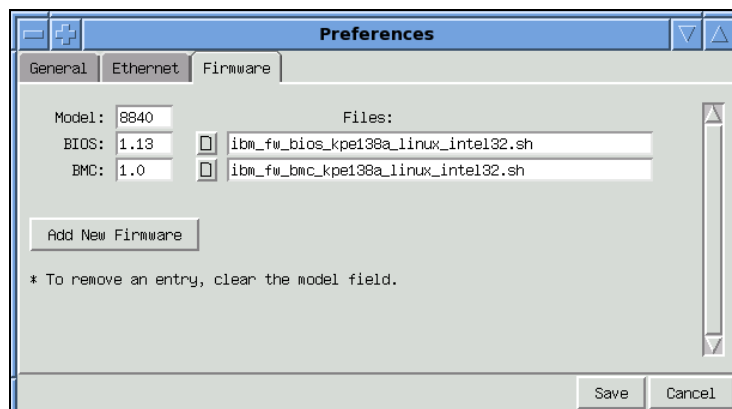 Preferences
General Ethernet Firmware
Model: 8840 Files:
BIOS: 1.13 ibm_fw_bios_kpe138a_linux_intel32.sh
BMC: 1.0 ibm_fw_bmc_kpe138a_linux_intel32.sh
Add New Firmware
* To remove an entry, clear the model field.
Save Cancel